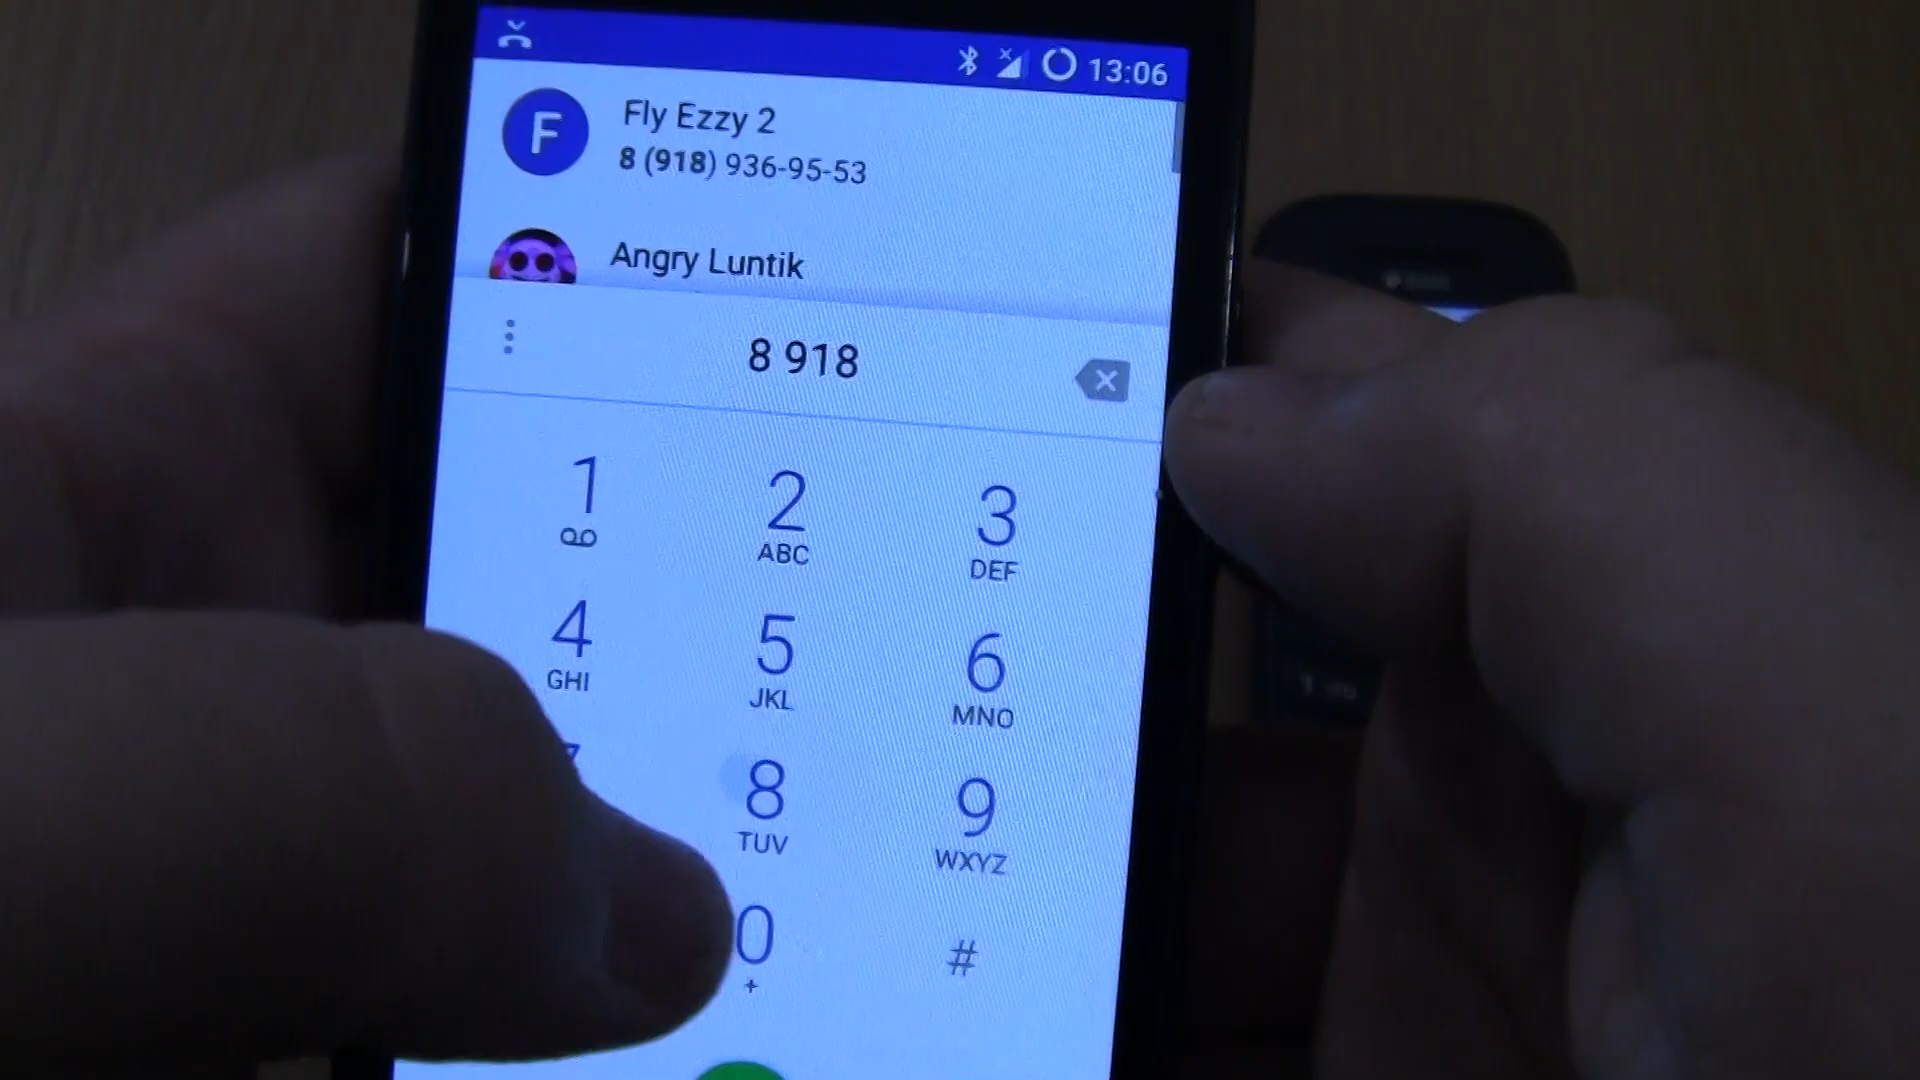 13:06
F
Fly Ezzy 2
8 (918) 936-95-53
Angry Luntik
8 918
1 2 3
ABC DEF
4 5 6
GHI JKL MNO
8 9
TUV WXYZ
0 #
+